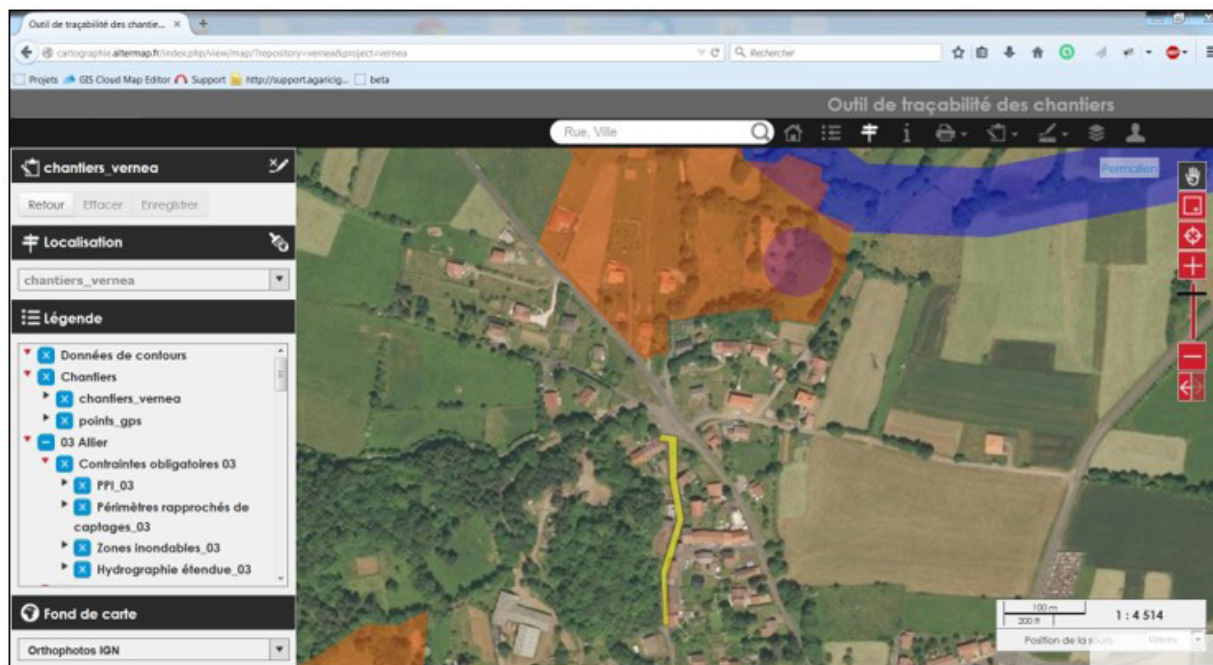 Outil de traçabilité des chantie...
cartographie.altermap.fr/index.php/view/map/?repository=vernea&project=vernea
Rechercher
Projets GIS Cloud Map Editor Support http://support.agaricig... beta
Outil de traçabilité des chantiers
Rue, Ville
chantiers_vernea
Retour Effacer Enregistrer
Localisation
chantiers_vernea
Légende
Données de contours
Chantiers
chantiers_vernea
points_gps
03 Allier
Contraintes obligatoires 03
PPI_03
Périmètres rapprochés de
captages_03
Zones inondables_03
Hydrographie étendue_03
Fond de carte
Orthophotos IGN
Permalien
100 m
200 ft
1 : 4 514
Position de la souris Mètres